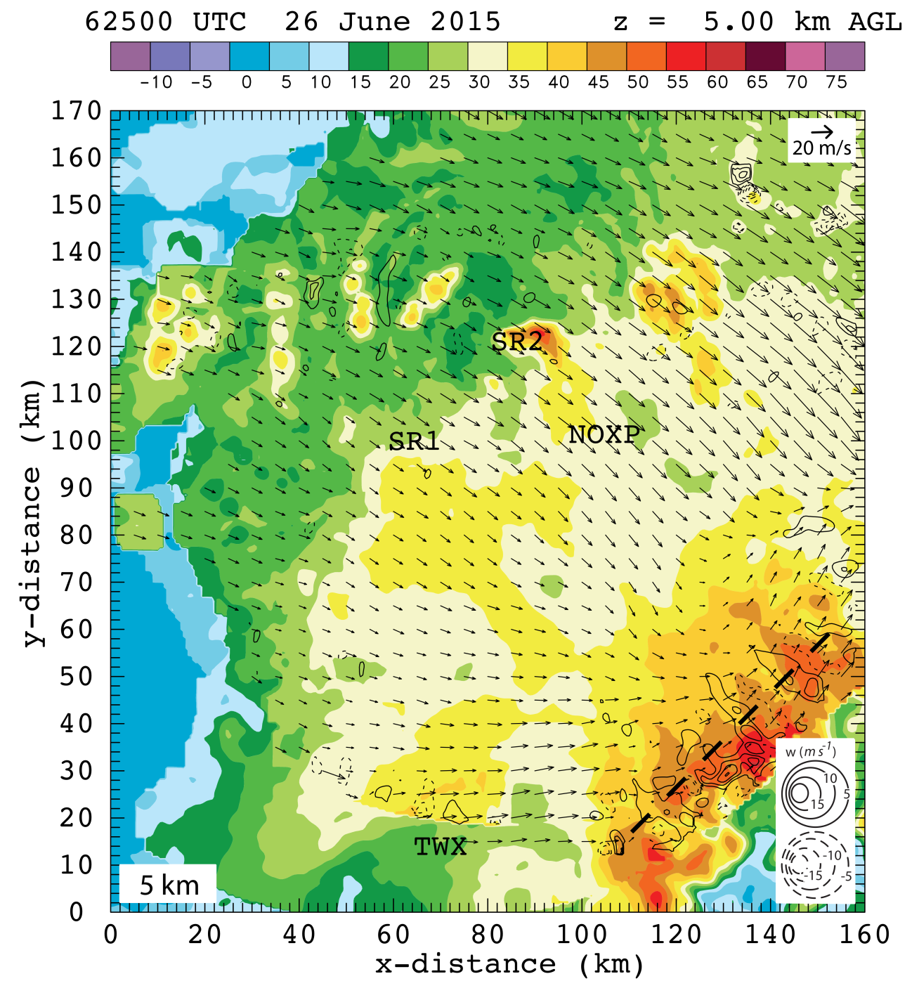 62500 UTC 26 June 2015 z = 5.00 km AGL
-10 -5 0 5 10 15 20 25 30 35 40 45 50 55 60 65 70 75
170
20 m/s
160
150
140
130
SR2
120
110
NOXP
SR1
100
90
80
70
60
50
40
30
w (m s-1)
10
5
15
20
TWX
-10
-15
-5
10
5 km
0
y-distance (km)
0 20 40 60 80 100 120 140 160
x-distance (km)